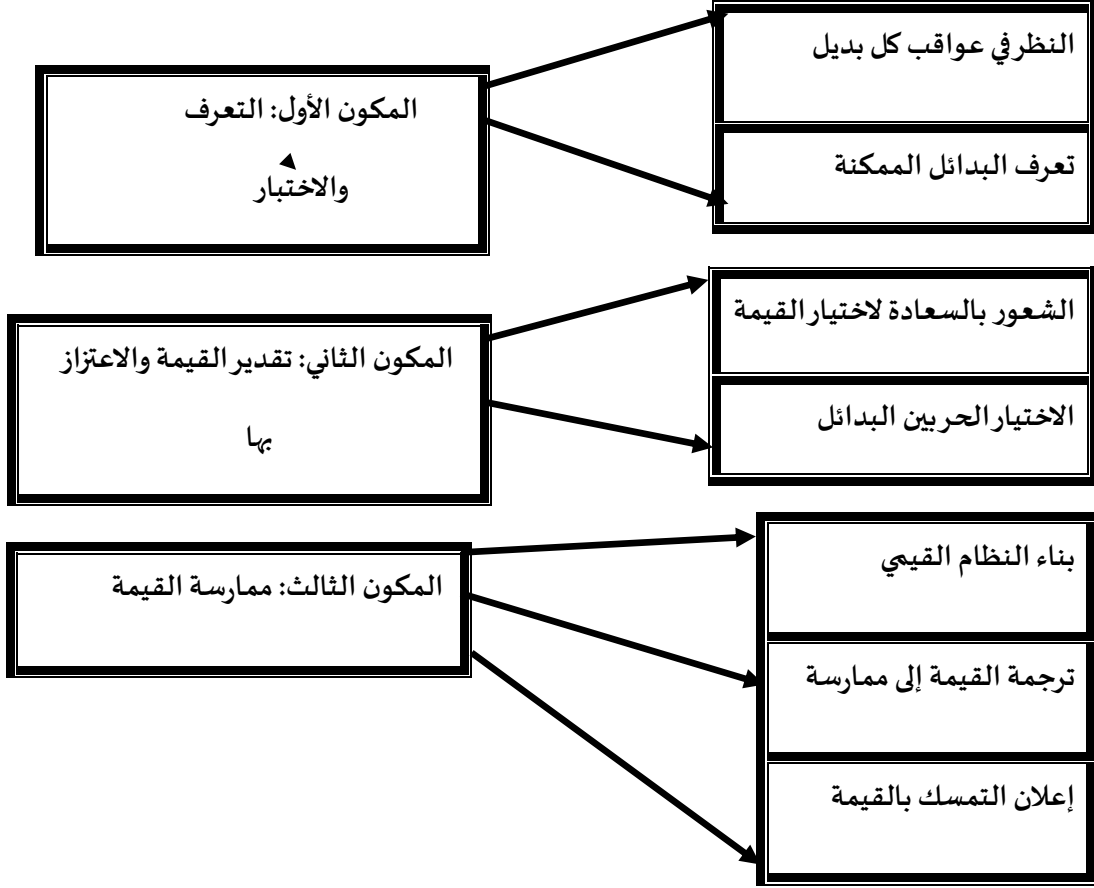 النظر في عواقب كل بديل
المكون الأول: التعرف
والاختبار
تعرف البدائل الممكنة
الشعور بالسعادة لاختيار القيمة
المكون الثاني: تقدير القيمة والاعتزاز
بها
الاختيار الحر بين البدائل
بناء النظام القيمي
المكون الثالث: ممارسة القيمة
ترجمة القيمة إلى ممارسة
إعلان التمسك بالقيمة